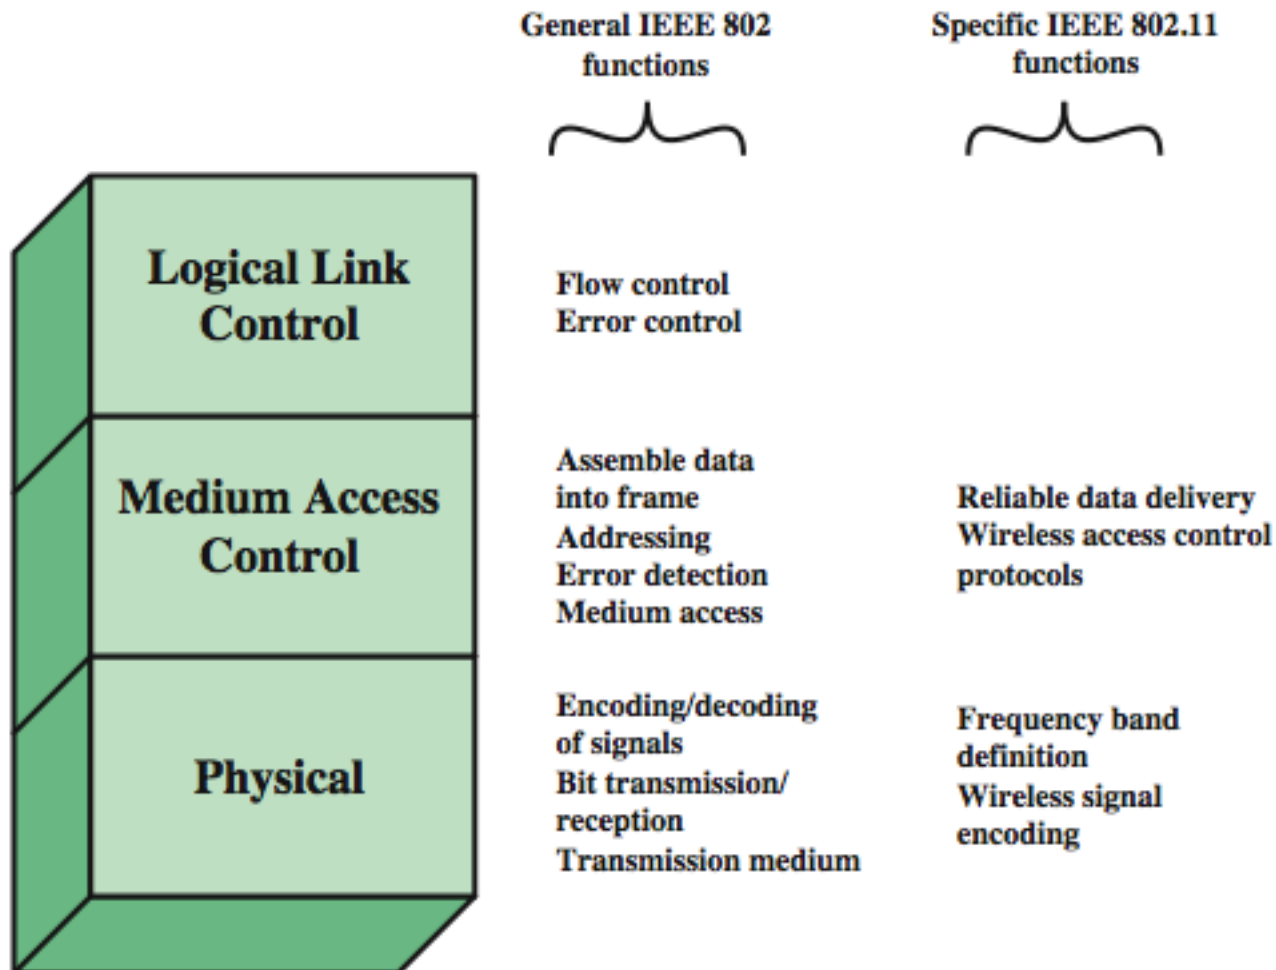 General IEEE 802
functions
Specific IEEE 802.11
functions
Logical Link
Control
Flow control
Error control
Medium Access
Control
Assemble data
into frame
Addressing
Error detection
Medium access
Reliable data delivery
Wireless access control
protocols
Physical
Encoding/decoding
of signals
Bit transmission/
reception
Transmission medium
Frequency band
definition
Wireless signal
encoding